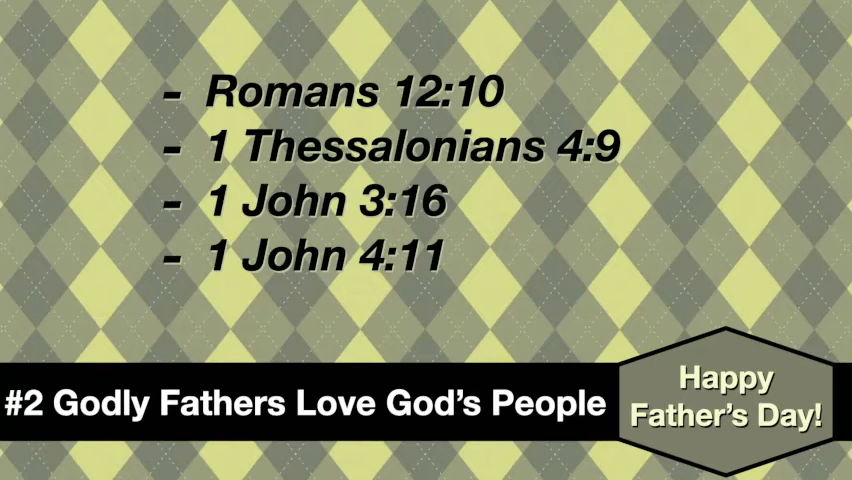 - Romans 12:10
- 1 Thessalonians 4:9
- 1 John 3:16
- 1 John 4:11
#2 Godly Fathers Love God's People
Happy
Father's Day!